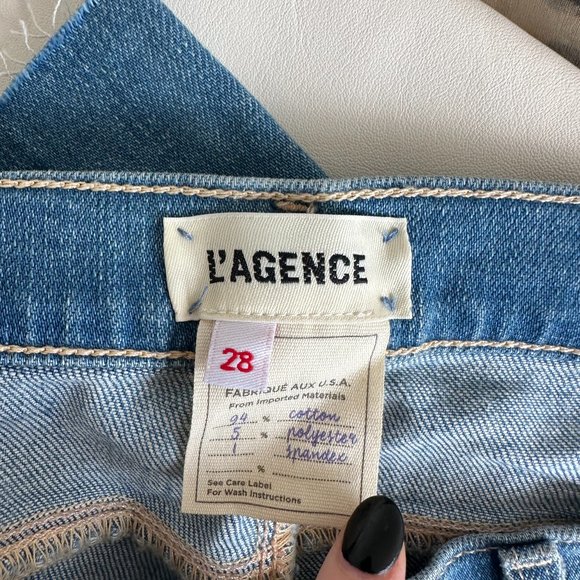 L'AGENCE
28
FABRIQUÉ AUX U.S.A.
From Imported Materials
94 % cotton
5 % polyester
1 % spandex
%
See Care Label
For Wash Instructions